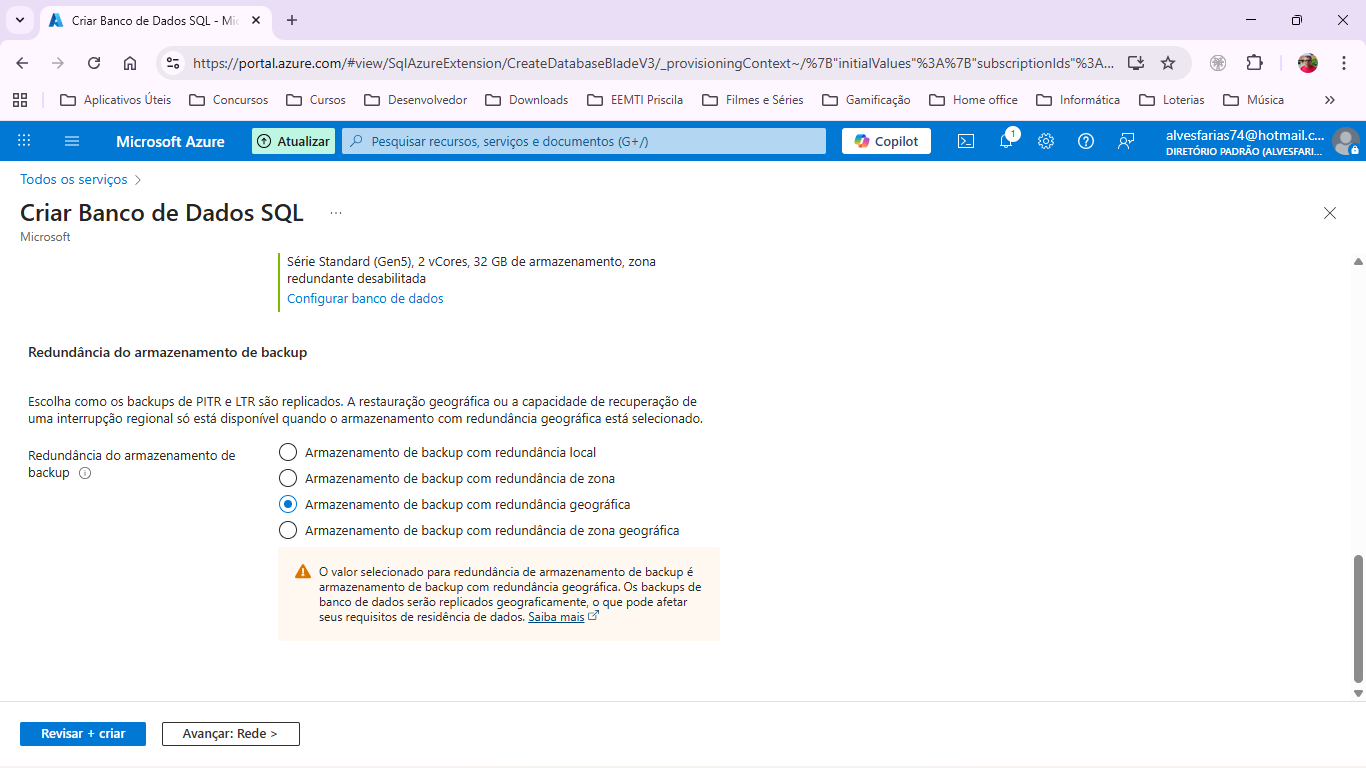 Criar Banco de Dados SQL - Mic
https://portal.azure.com/#view/SqlAzureExtension/CreateDatabaseBladeV3/_provisioningContext~/%7B"initialValues"%3A%7B"subscriptionIds"%3A...
Aplicativos Úteis
Concursos
Cursos
Desenvolvedor
Downloads
EEMTI Priscila
Filmes e Séries
Gamificação
Home office
Informática
Loterias
Música
Microsoft Azure
Atualizar
Pesquisar recursos, serviços e documentos (G+/)
Copilot
1
alvesfarias74@hotmail.c...
DIRETÓRIO PADRÃO (ALVESFARI...
Todos os serviços >
Criar Banco de Dados SQL ...
Microsoft
Série Standard (Gen5), 2 vCores, 32 GB de armazenamento, zona
redundante desabilitada
Configurar banco de dados
Redundância do armazenamento de backup
Escolha como os backups de PITR e LTR são replicados. A restauração geográfica ou a capacidade de recuperação de
uma interrupção regional só está disponível quando o armazenamento com redundância geográfica está selecionado.
Redundância do armazenamento de
backup
Armazenamento de backup com redundância local
Armazenamento de backup com redundância de zona
Armazenamento de backup com redundância geográfica
Armazenamento de backup com redundância de zona geográfica
O valor selecionado para redundância de armazenamento de backup é
armazenamento de backup com redundância geográfica. Os backups de
banco de dados serão replicados geograficamente, o que pode afetar
seus requisitos de residência de dados. Saiba mais
Revisar + criar
Avançar: Rede >